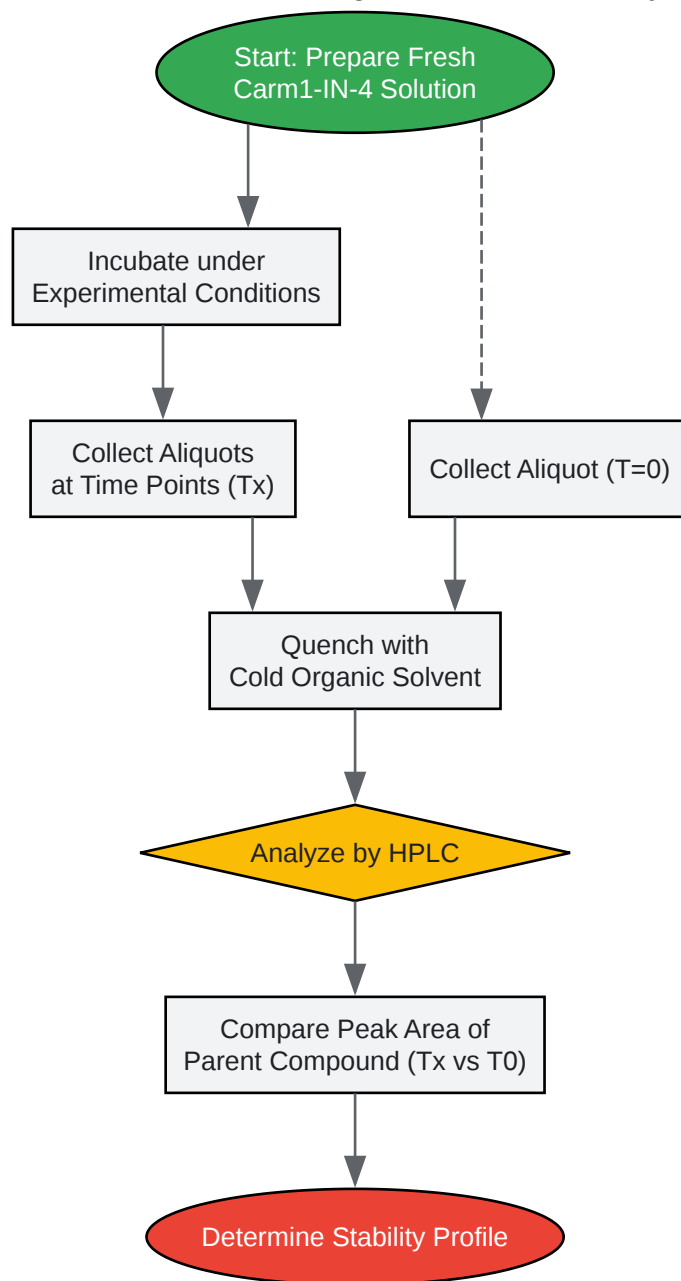 Start: Prepare Fresh
Carm1-IN-4 Solution
Incubate under
Experimental Conditions
Collect Aliquots
at Time Points (Tx)
Collect Aliquot (T=0)
Quench with
Cold Organic Solvent
Analyze by HPLC
Compare Peak Area of
Parent Compound (Tx vs T0)
Determine Stability Profile